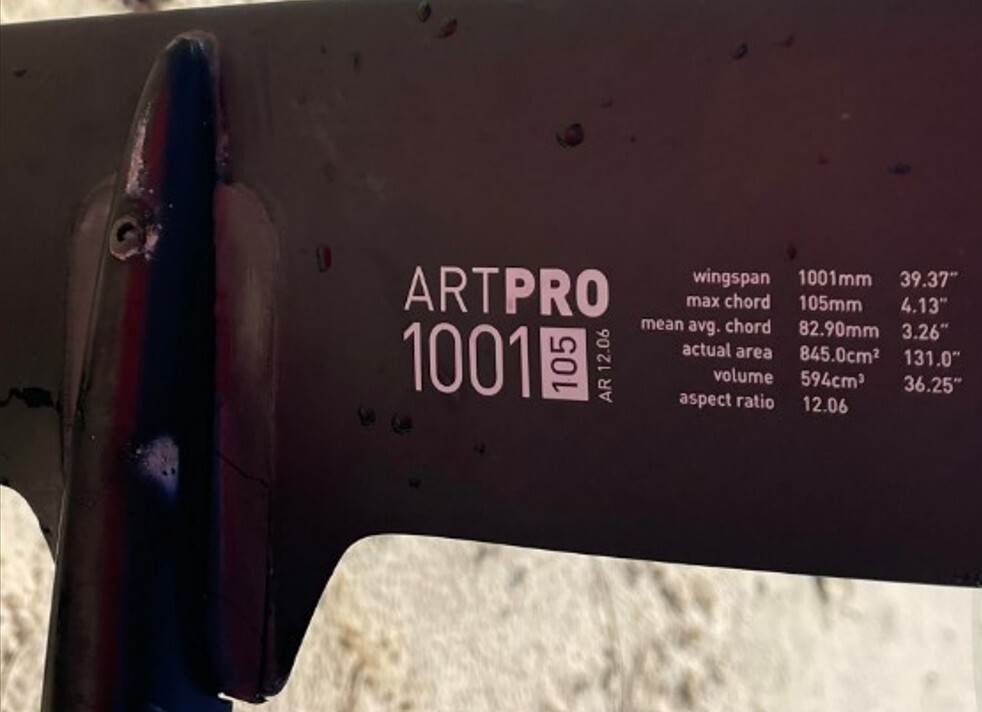 ARTPRO
1001 105 AR 12.06
wingspan 1001mm 39.37"
max chord 105mm 4.13"
mean avg. chord 82.90mm 3.26"
actual area 845.0cm² 131.0"
volume 594cm³ 36.25"
aspect ratio 12.06